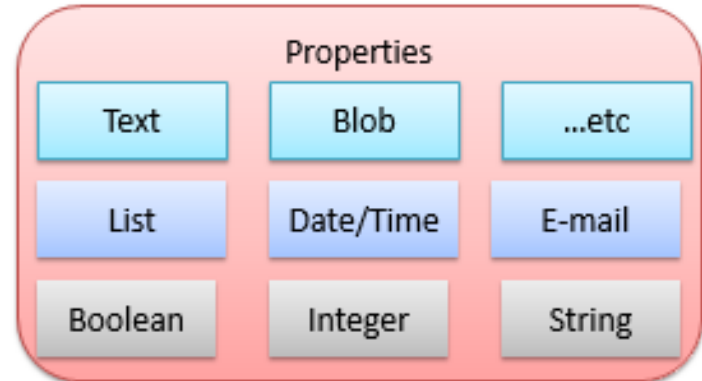 Properties
Text Blob ...etc
List Date/Time E-mail
Boolean Integer String